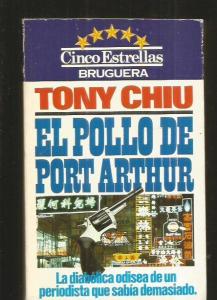 Cinco Estrellas
BRUGUERA
TONY CHIU
EL POLLO DE
PORT ARTHUR
La diabólica odisea de un
periodista que sabía demasiado.